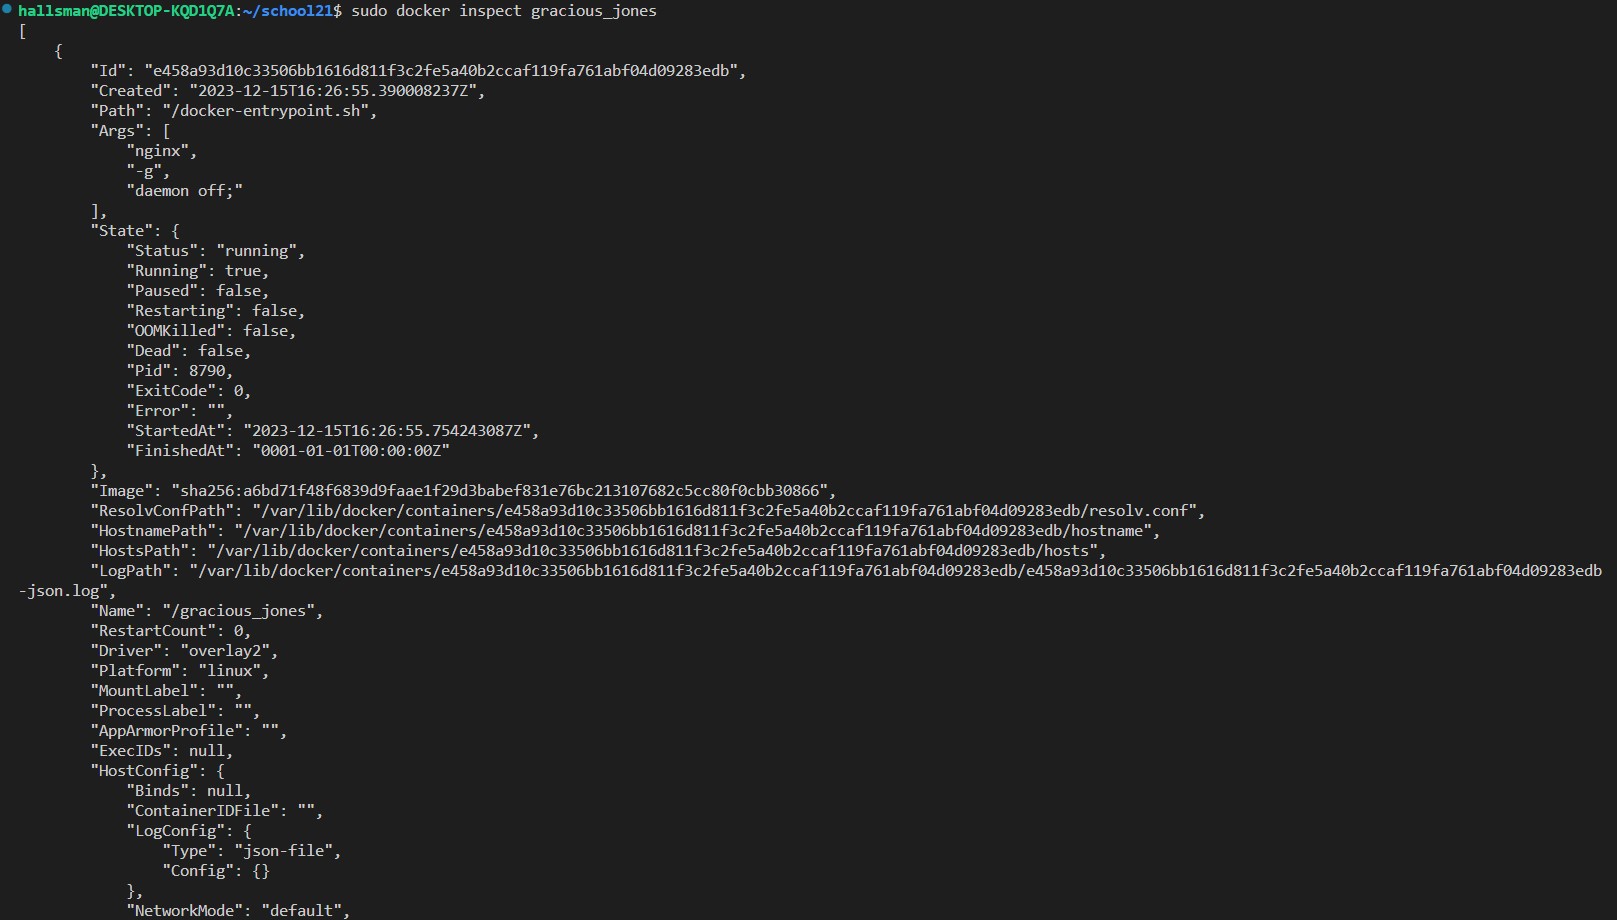 hallsman@DESKTOP-KQD1Q7A:~/school21$ sudo docker inspect gracious_jones
[
    {
        "Id": "e458a93d10c33506bb1616d811f3c2fe5a40b2ccaf119fa761abf04d09283edb",
        "Created": "2023-12-15T16:26:55.390008237Z",
        "Path": "/docker-entrypoint.sh",
        "Args": [
            "nginx",
            "-g",
            "daemon off;"
        ],
        "State": {
            "Status": "running",
            "Running": true,
            "Paused": false,
            "Restarting": false,
            "OOMKilled": false,
            "Dead": false,
            "Pid": 8790,
            "ExitCode": 0,
            "Error": "",
            "StartedAt": "2023-12-15T16:26:55.754243087Z",
            "FinishedAt": "0001-01-01T00:00:00Z"
        },
        "Image": "sha256:a6bd71f48f6839d9faae1f29d3babef831e76bc213107682c5cc80f0cbb30866",
        "ResolvConfPath": "/var/lib/docker/containers/e458a93d10c33506bb1616d811f3c2fe5a40b2ccaf119fa761abf04d09283edb/resolv.conf",
        "HostnamePath": "/var/lib/docker/containers/e458a93d10c33506bb1616d811f3c2fe5a40b2ccaf119fa761abf04d09283edb/hostname",
        "HostsPath": "/var/lib/docker/containers/e458a93d10c33506bb1616d811f3c2fe5a40b2ccaf119fa761abf04d09283edb/hosts",
        "LogPath": "/var/lib/docker/containers/e458a93d10c33506bb1616d811f3c2fe5a40b2ccaf119fa761abf04d09283edb/e458a93d10c33506bb1616d811f3c2fe5a40b2ccaf119fa761abf04d09283edb
-json.log",
        "Name": "/gracious_jones",
        "RestartCount": 0,
        "Driver": "overlay2",
        "Platform": "linux",
        "MountLabel": "",
        "ProcessLabel": "",
        "AppArmorProfile": "",
        "ExecIDs": null,
        "HostConfig": {
            "Binds": null,
            "ContainerIDFile": "",
            "LogConfig": {
                "Type": "json-file",
                "Config": {}
            },
            "NetworkMode": "default",